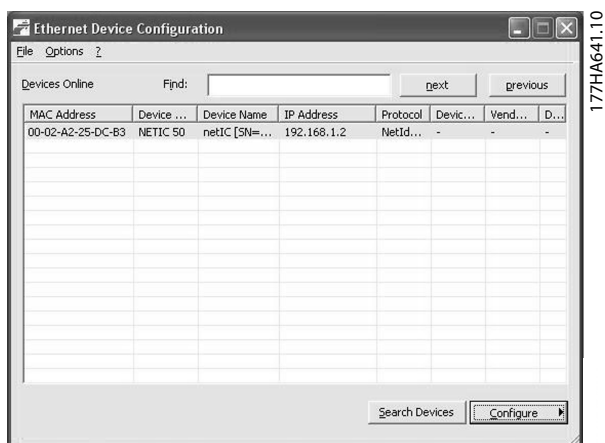 Ethernet Device Configuration
File Options ?
Devices Online Find: next previous
MAC Address Device ... Device Name IP Address Protocol Devic... Vend... D...
00-02-A2-25-DC-B3 NETIC 50 netIC [SN=... 192.168.1.2 NetId... - - -
Search Devices Configure
177HA641.10